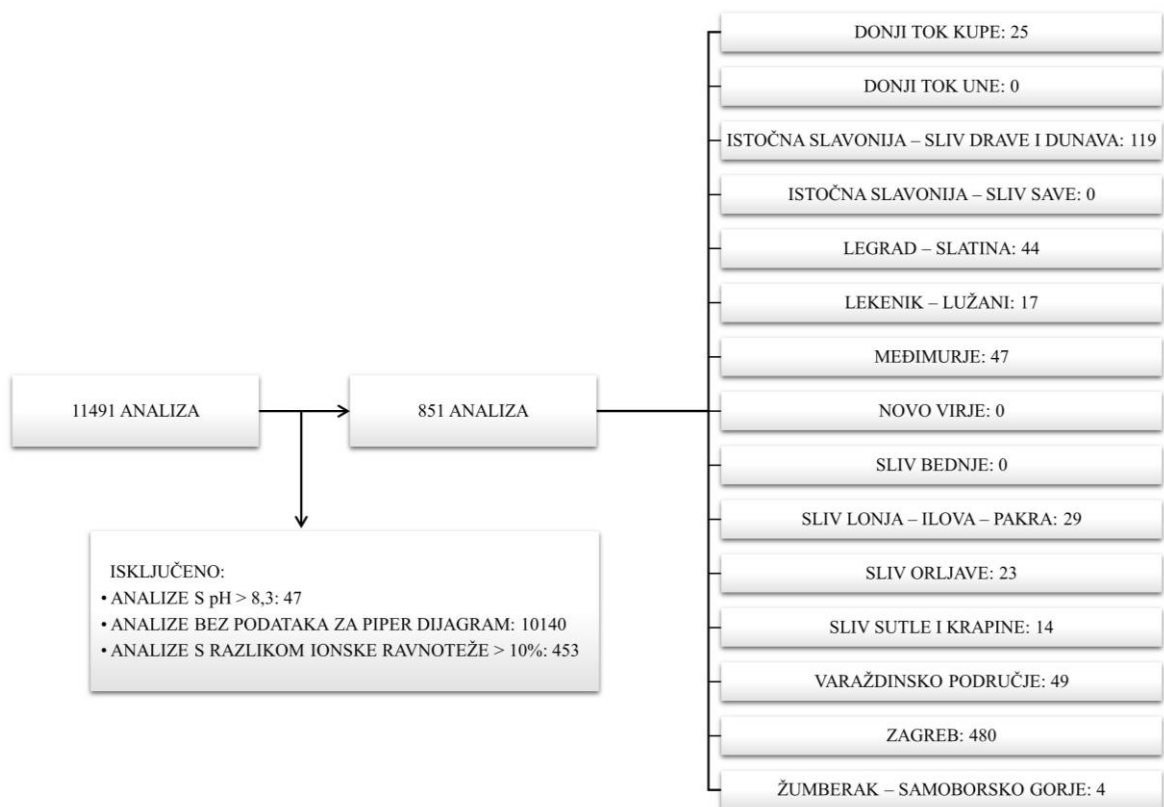 11491 ANALIZA
851 ANALIZA
ISKLJUČENO:
• ANALIZE S pH > 8,3: 47
• ANALIZE BEZ PODATAKA ZA PIPER DIJAGRAM: 10140
• ANALIZE S RAZLIKOM IONSKE RAVNOTEŽE > 10%: 453
DONJI TOK KUPE: 25
DONJI TOK UNE: 0
ISTOČNA SLAVONIJA – SLIV DRAVE I DUNAVA: 119
ISTOČNA SLAVONIJA – SLIV SAVE: 0
LEGRAD – SLATINA: 44
LEKENIK – LUŽANI: 17
MEĐIMURJE: 47
NOVO VIRJE: 0
SLIV BEDNJE: 0
SLIV LONJA – ILOVA – PAKRA: 29
SLIV ORLJAVE: 23
SLIV SUTLE I KRAPINE: 14
VARAŽDINSKO PODRUČJE: 49
ZAGREB: 480
ŽUMBERAK – SAMOBORSKO GORJE: 4